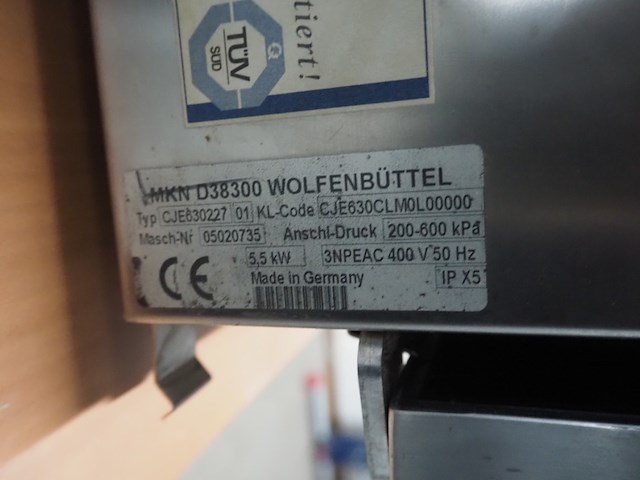 TÜV
SÜD
tiert!
MKN D38300 WOLFENBÜTTEL
Typ CJE630227 01 KL-Code CJE630CLM0L00000
Masch-Nr 05020735 Anschl-Druck 200-600 kPa
5,5 kW 3NPEAC 400 V 50 Hz
CE Made in Germany IP X5